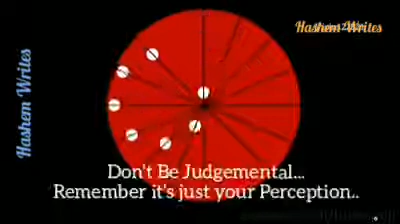 Hashem Writes
Hashem Writes
Don't Be Judgemental...
Remember it's just your Perception..